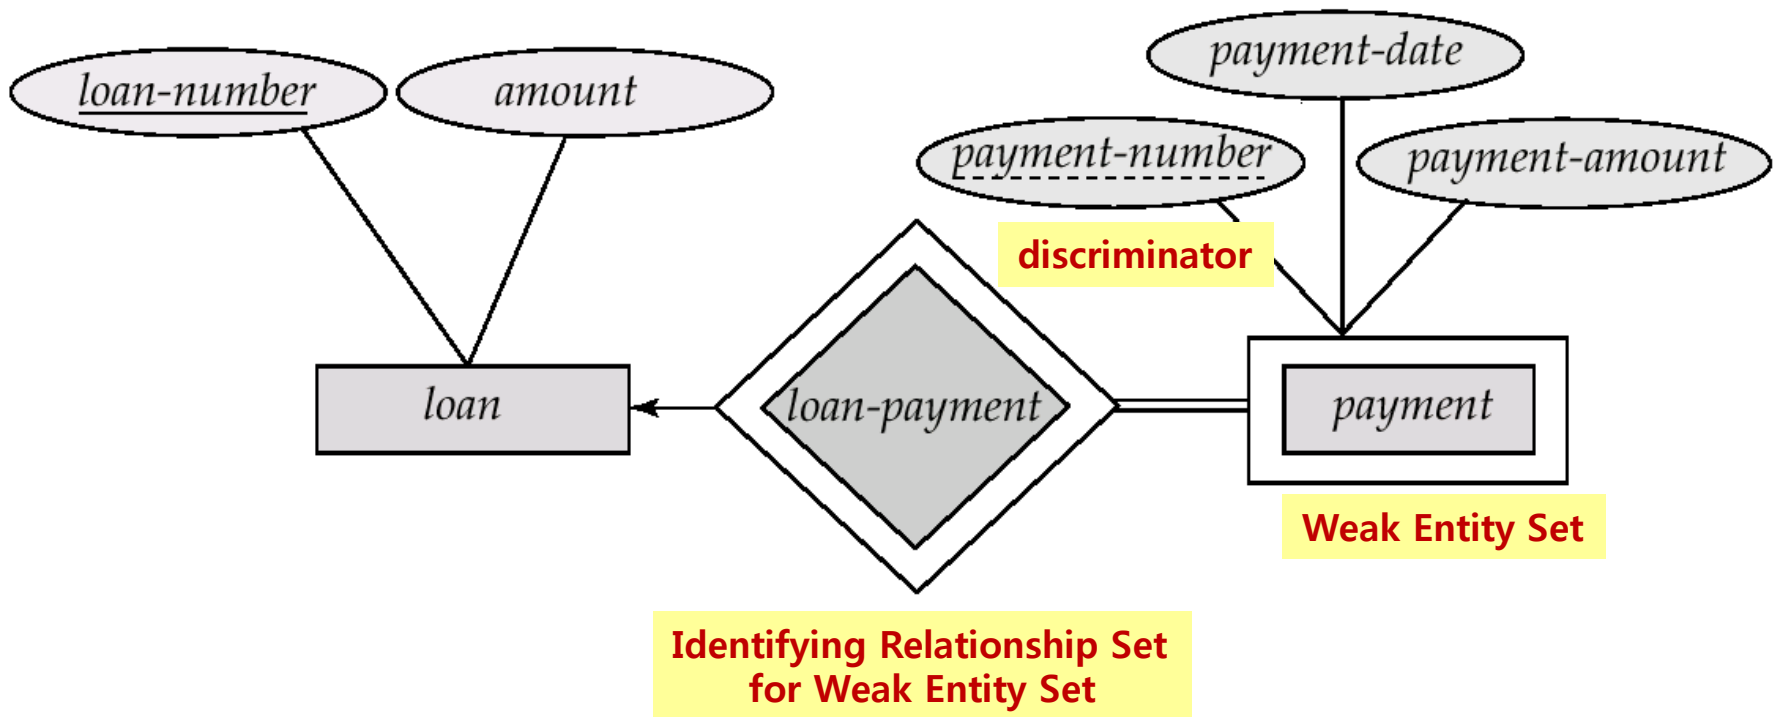 loan-number
amount
payment-date
payment-number
payment-amount
discriminator
loan
loan-payment
payment
Weak Entity Set
Identifying Relationship Set
for Weak Entity Set